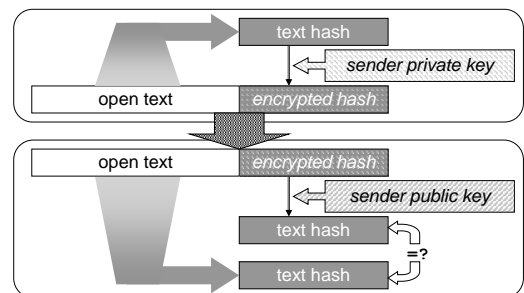 text hash
sender private key
open text
encrypted hash
open text
encrypted hash
sender public key
text hash
=?
text hash